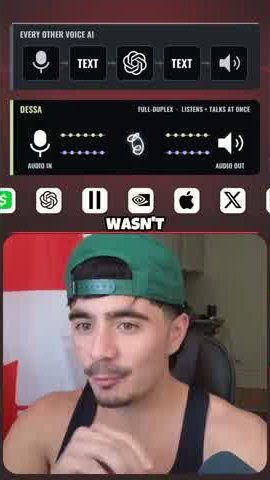 EVERY OTHER VOICE AI
TEXT
TEXT
DESSA
FULL-DUPLEX · LISTENS + TALKS AT ONCE
AUDIO IN
AUDIO OUT
WASN'T